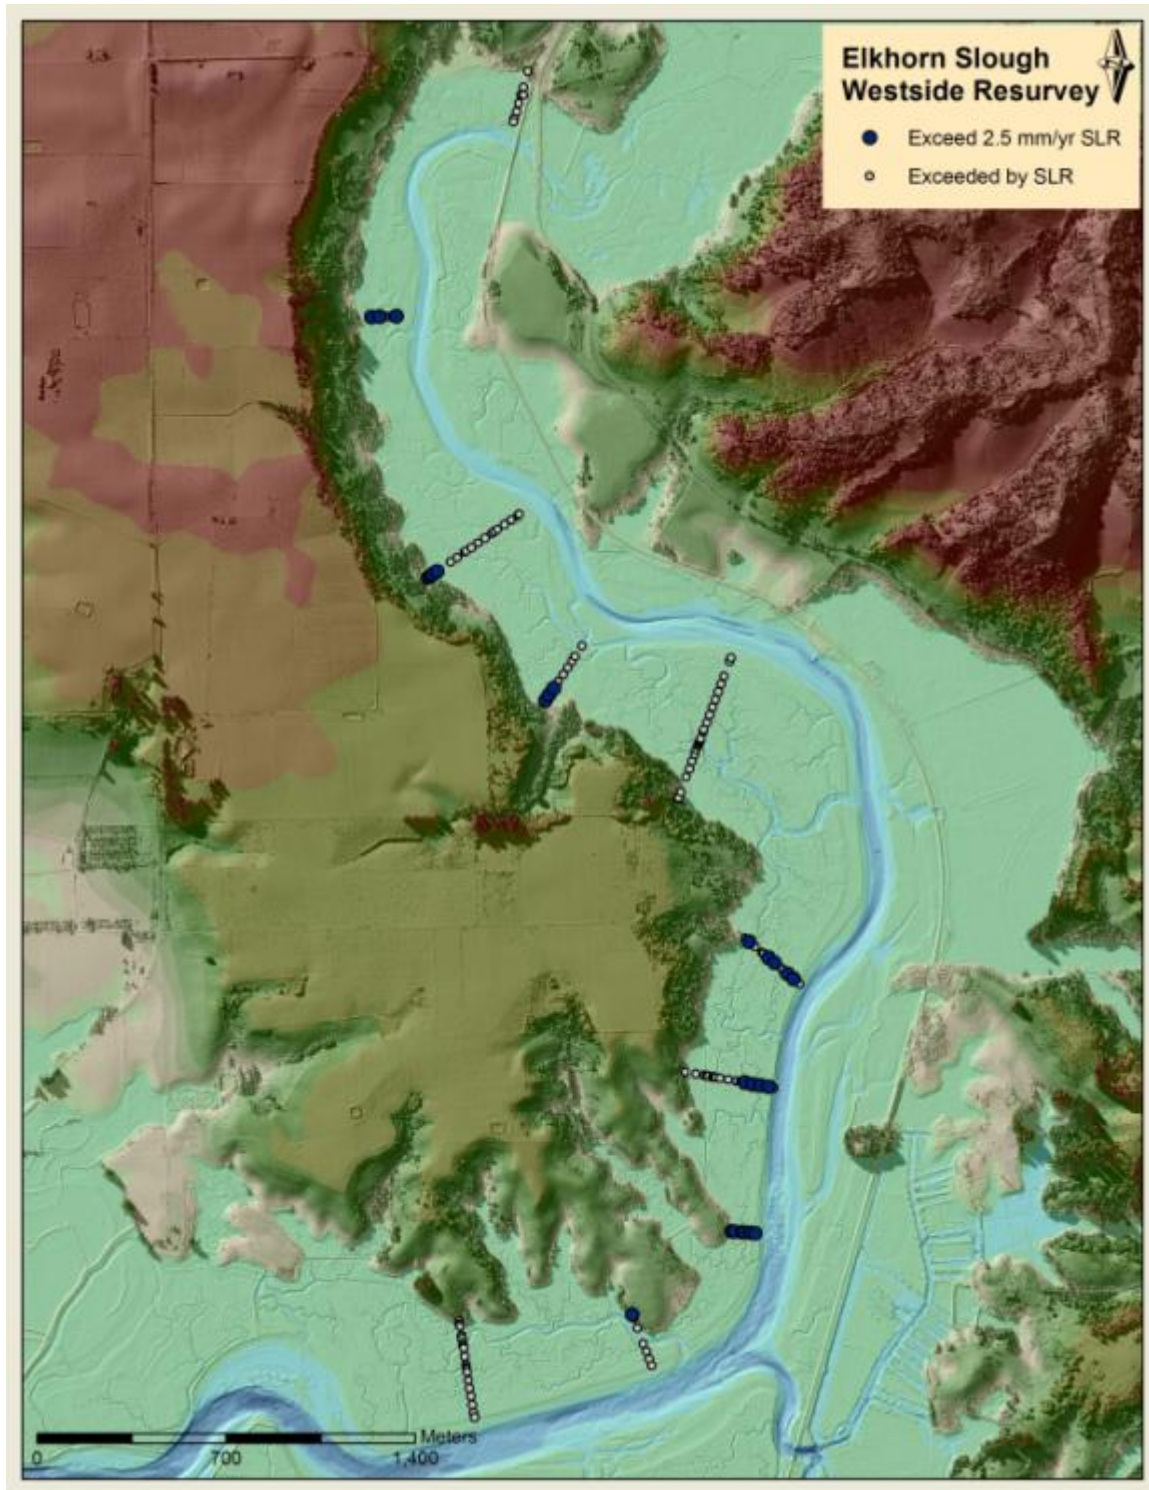 Elkhorn Slough
Westside Resurvey
Exceed 2.5 mm/yr SLR
Exceeded by SLR
Meters
0 700 1,400